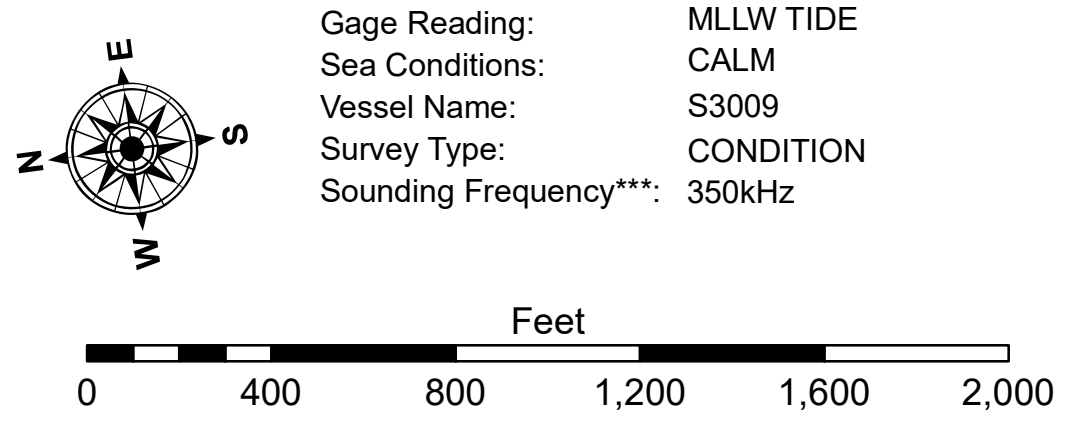 E
S
N
W
Gage Reading: MLLW TIDE
Sea Conditions: CALM
Vessel Name: S3009
Survey Type: CONDITION
Sounding Frequency***: 350kHz
Feet
0 400 800 1,200 1,600 2,000